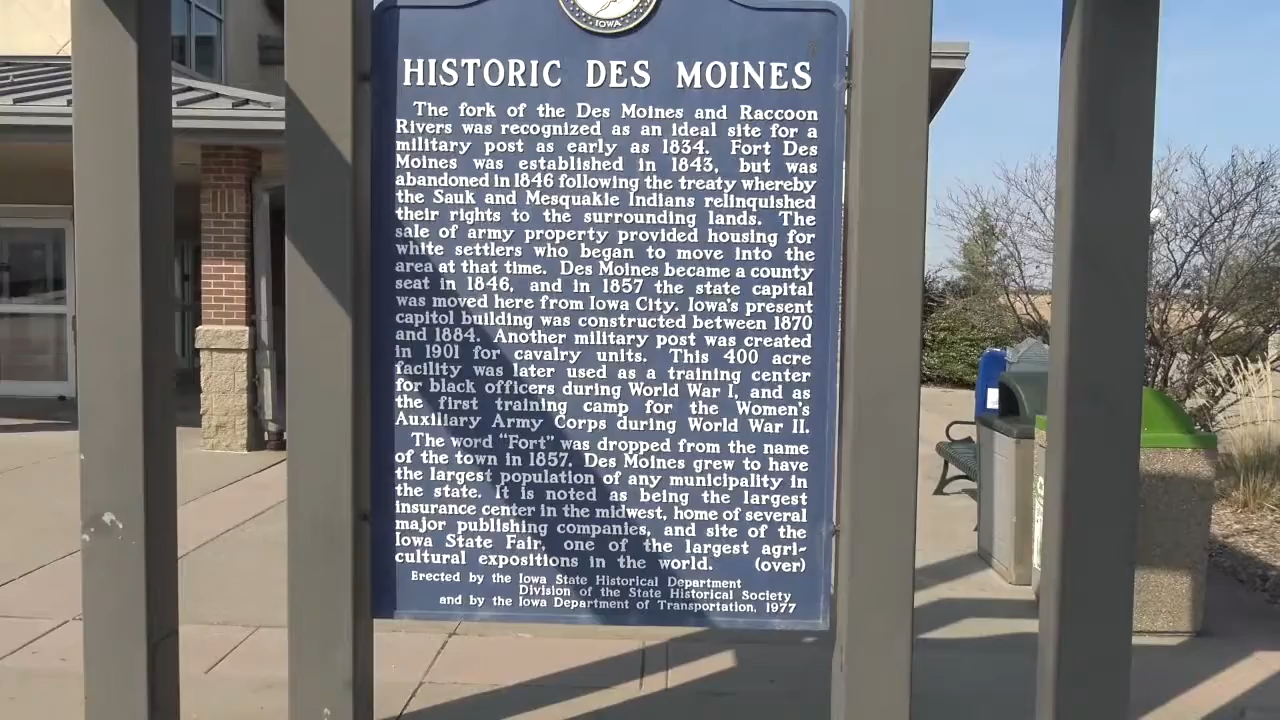 IOWA
HISTORIC DES MOINES
The fork of the Des Moines and Raccoon
Rivers was recognized as an ideal site for a
military post as early as 1834. Fort Des
Moines was established in 1843, but was
abandoned in 1846 following the treaty whereby
the Sauk and Mesquakie Indians relinquished
their rights to the surrounding lands. The
sale of army property provided housing for
white settlers who began to move into the
area at that time. Des Moines became a county
seat in 1846, and in 1857 the state capital
was moved here from Iowa City. Iowa's present
capitol building was constructed between 1870
and 1884. Another military post was created
in 1901 for cavalry units. This 400 acre
facility was later used as a training center
for black officers during World War I, and as
the first training camp for the Women's
Auxiliary Army Corps during World War II.
The word "Fort" was dropped from the name
of the town in 1857. Des Moines grew to have
the largest population of any municipality in
the state. It is noted as being the largest
insurance center in the midwest, home of several
major publishing companies, and site of the
Iowa State Fair, one of the largest agri-
cultural expositions in the world. (over)
Erected by the Iowa State Historical Department
Division of the State Historical Society
and by the Iowa Department of Transportation, 1977